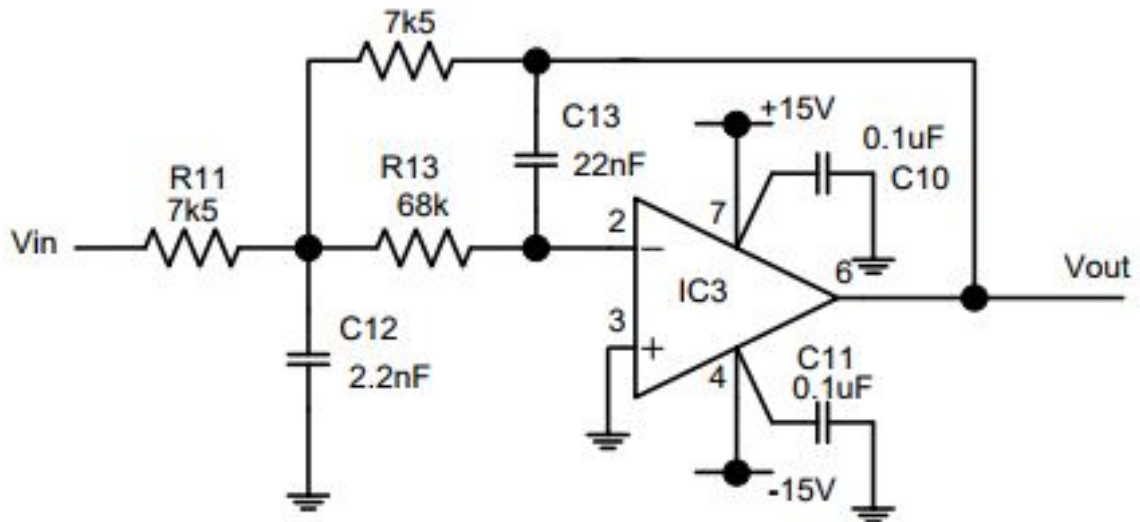 7k5
C13
22nF
+15V
0.1uF
C10
R11
7k5
R13
68k
Vin
2
7
−
IC3
6
Vout
3
+
4
C12
2.2nF
C11
0.1uF
-15V